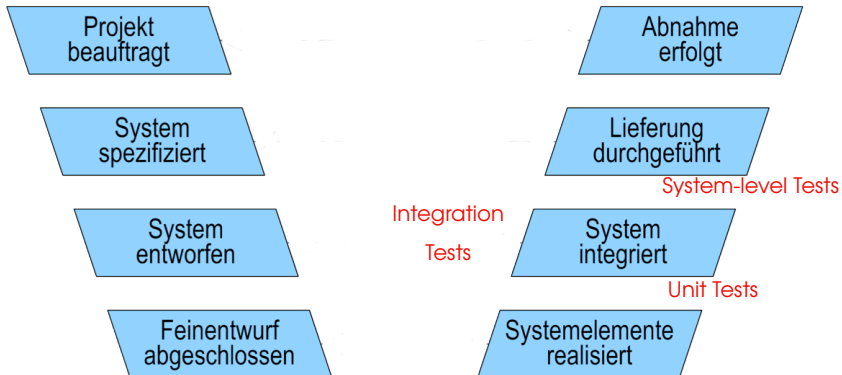 Projekt
beauftragt
Abnahme
erfolgt
System
spezifiziert
Lieferung
durchgeführt
System-level Tests
System
entworfen
Integration
Tests
System
integriert
Unit Tests
Feinentwurf
abgeschlossen
Systemelemente
realisiert